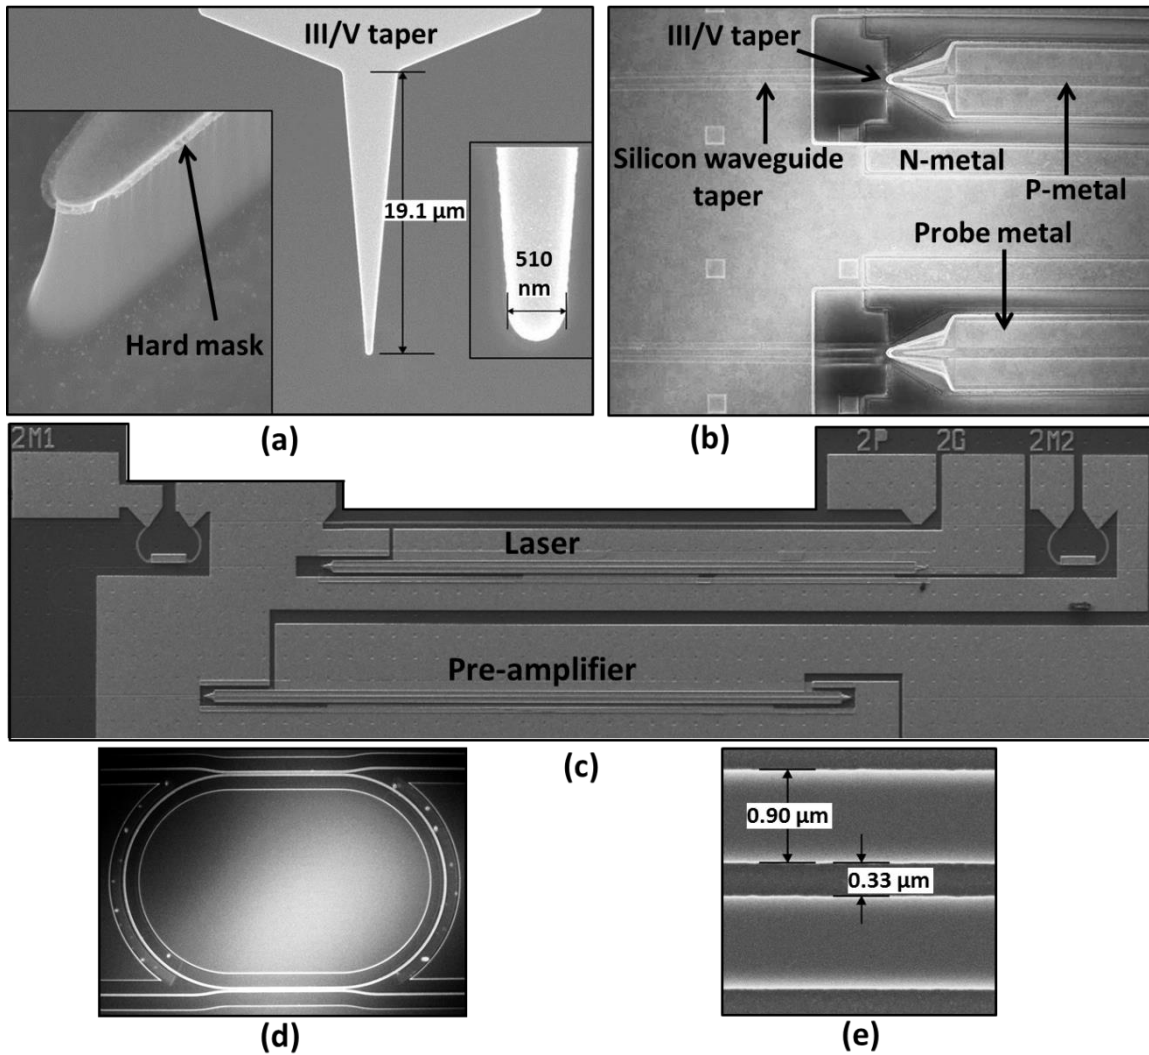 III/V taper
Hard mask
19.1 µm
510
nm
(a)
III/V taper
Silicon waveguide
taper
N-metal
P-metal
Probe metal
(b)
2M1
2P
2G
2M2
Laser
Pre-amplifier
(c)
(d)
0.90 µm
0.33 µm
(e)